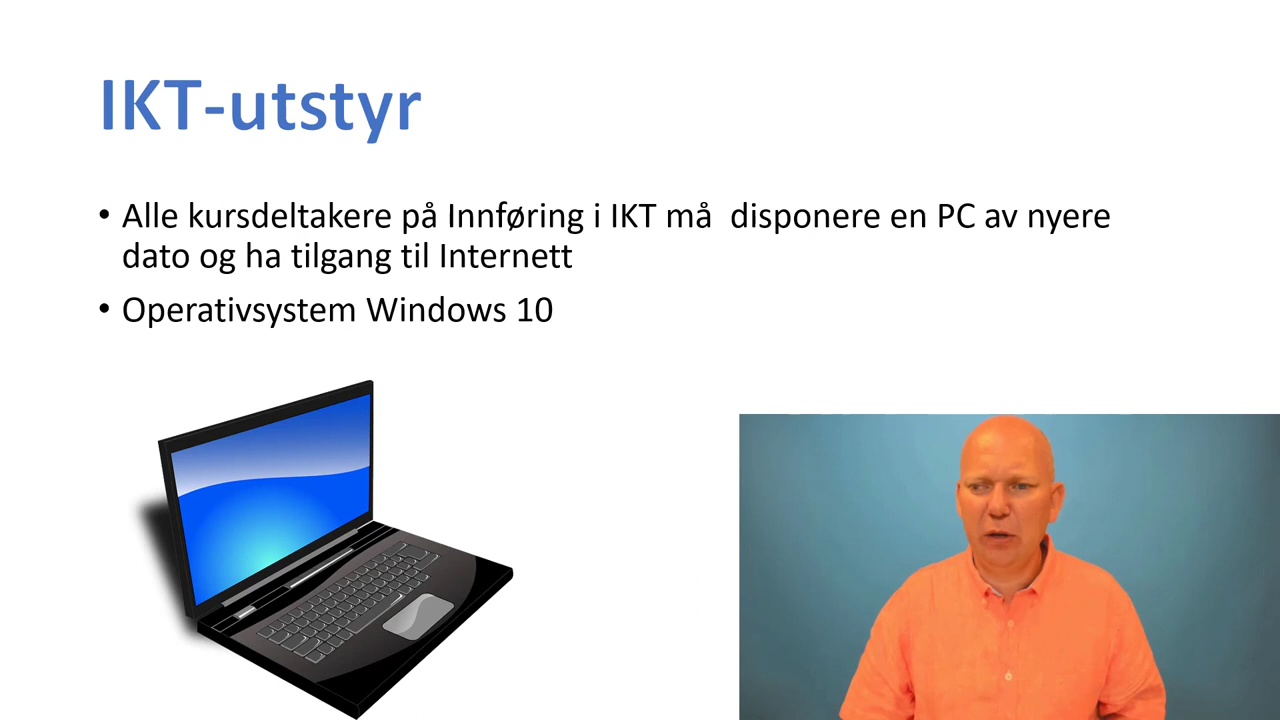 IKT-utstyr
• Alle kursdeltakere på Innføring i IKT må  disponere en PC av nyere
dato og ha tilgang til Internett
• Operativsystem Windows 10